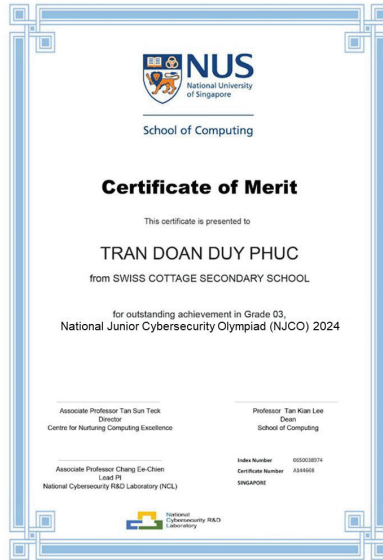 NUS
National University
of Singapore
School of Computing
Certificate of Merit
This certificate is presented to
TRAN DOAN DUY PHUC
from SWISS COTTAGE SECONDARY SCHOOL
for outstanding achievement in Grade 03,
National Junior Cybersecurity Olympiad (NJCO) 2024
Associate Professor Tan Sun Teck
Director
Centre for Nurturing Computing Excellence
Professor Tan Kian Lee
Dean
School of Computing
Associate Professor Chang Ee-Chien
Lead PI
National Cybersecurity R&D Laboratory (NCL)
Index Number 0650038974
Certificate Number A844668
SINGAPORE
National
Cybersecurity R&D
Laboratory